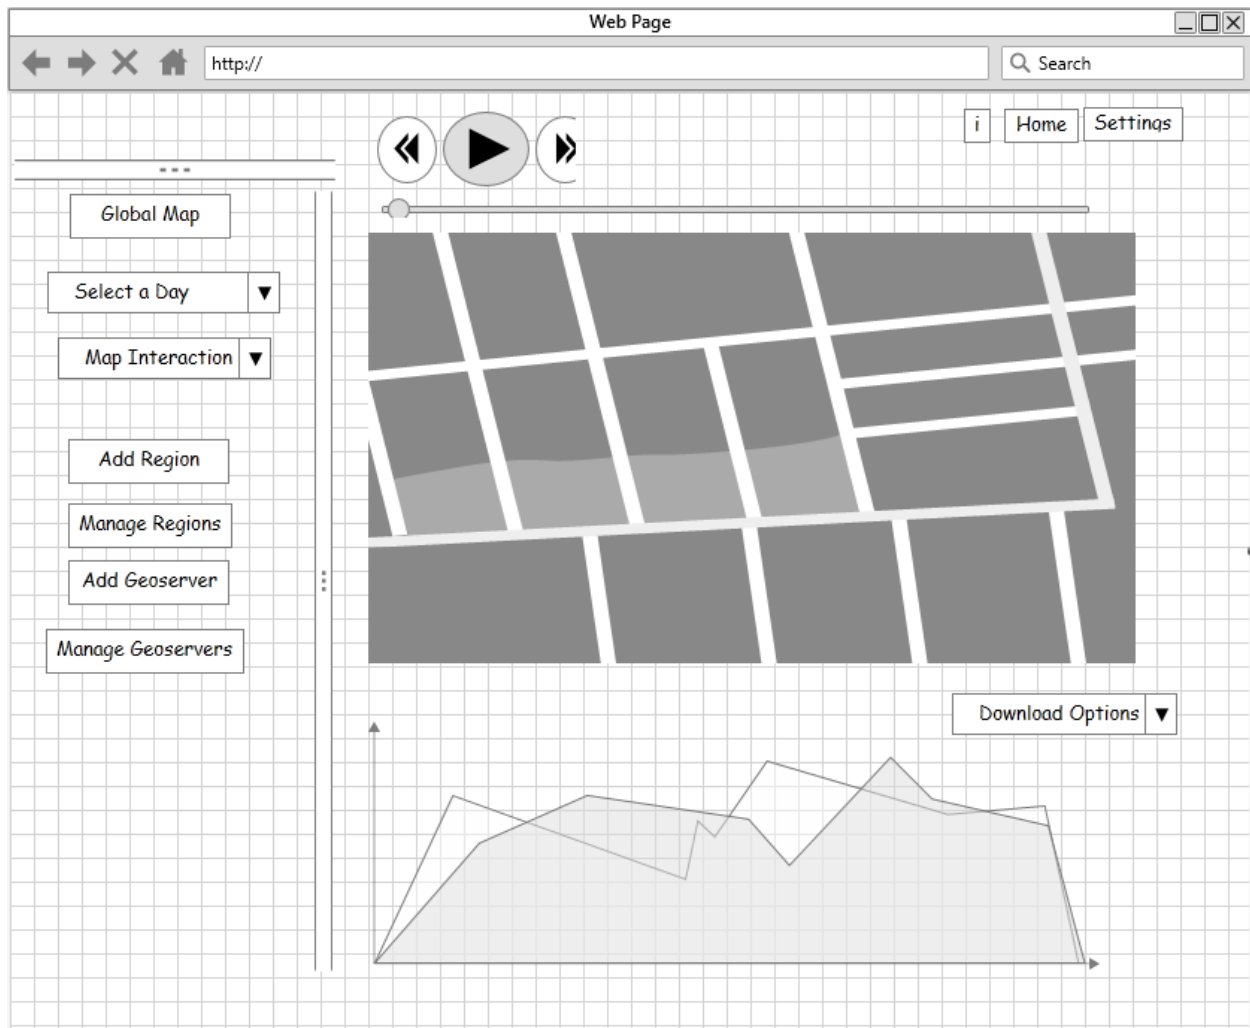 Web Page
http://
Search
i
Home
Settings
Global Map
Select a Day
Map Interaction
Add Region
Manage Regions
Add Geoserver
Manage Geoservers
Download Options